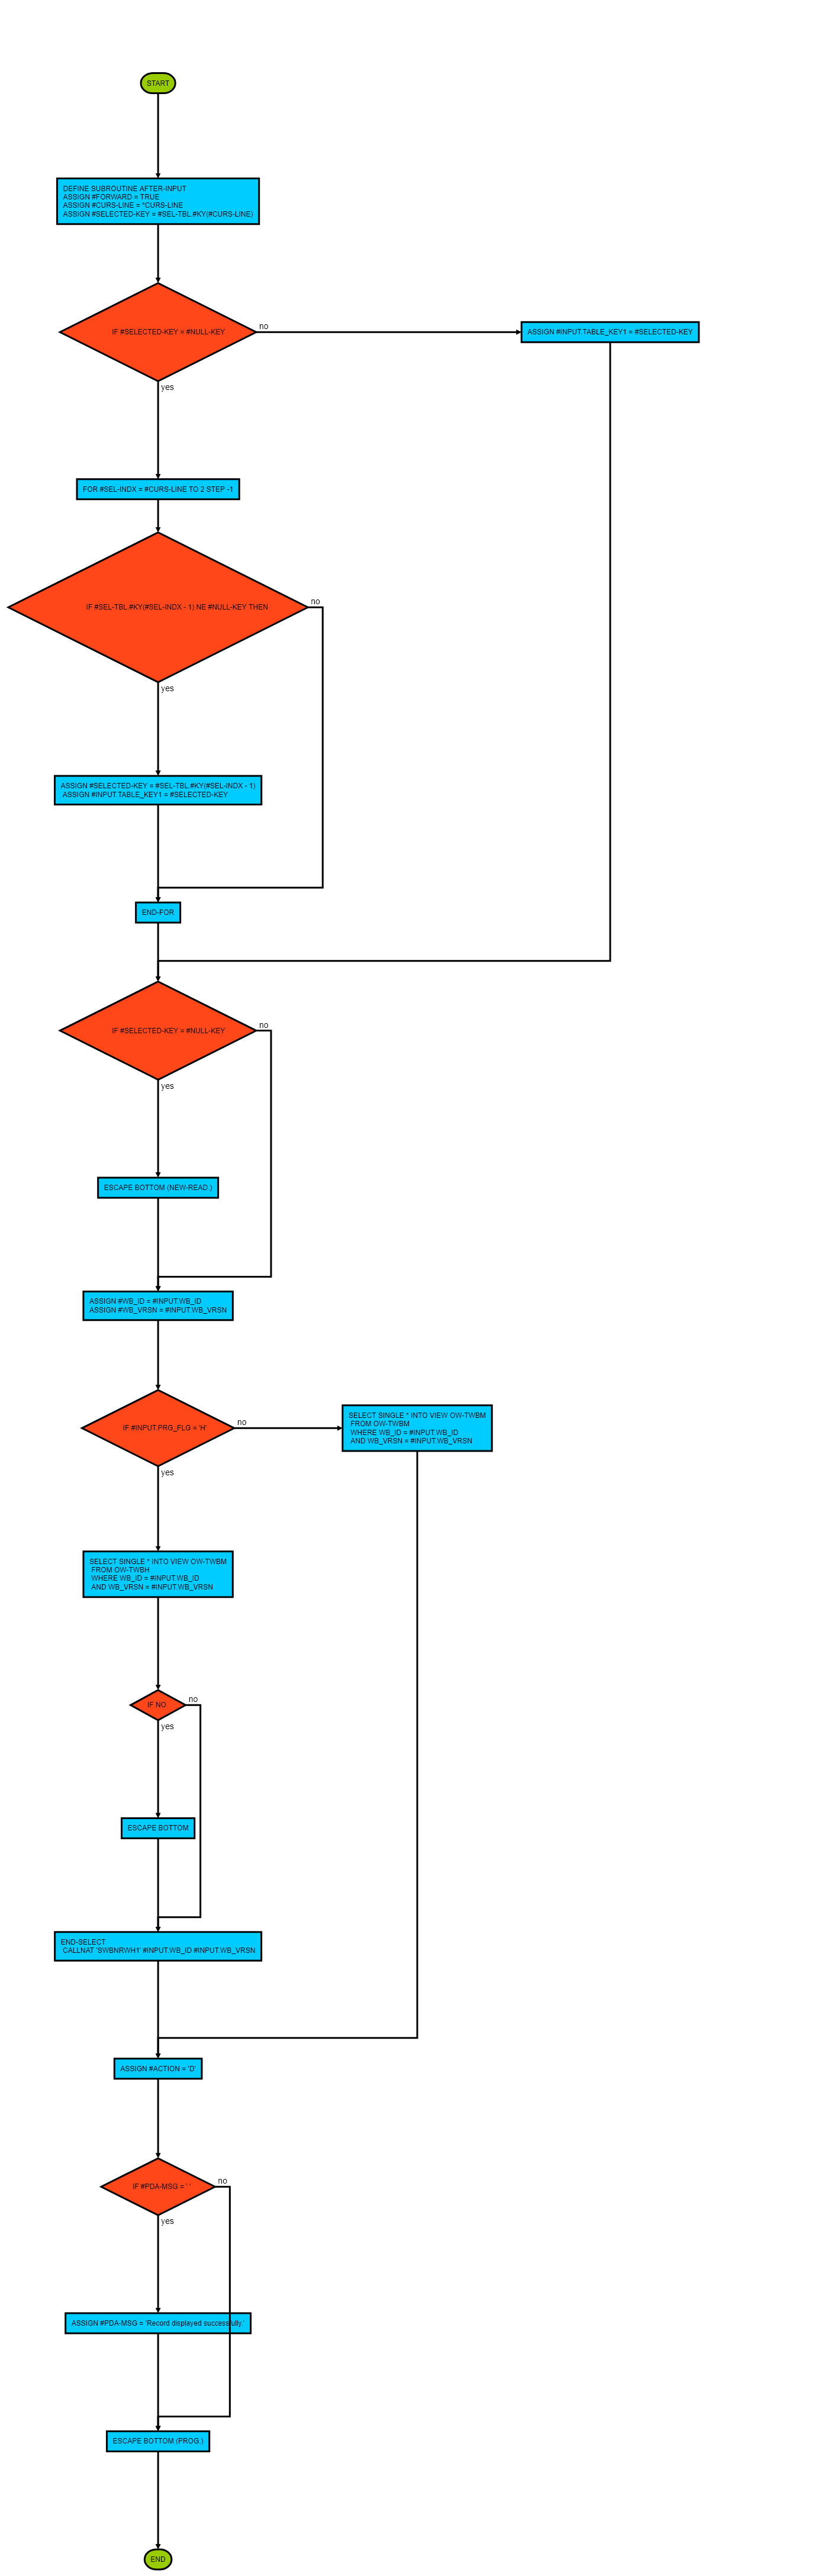 START
DEFINE SUBROUTINE AFTER-INPUT
ASSIGN #FORWARD = TRUE
ASSIGN #CURS-LINE = *CURS-LINE
ASSIGN #SELECTED-KEY = #SEL-TBL.#KY(#CURS-LINE)
IF #SELECTED-KEY = #NULL-KEY
no
ASSIGN #INPUT.TABLE_KEY1 = #SELECTED-KEY
yes
FOR #SEL-INDX = #CURS-LINE TO 2 STEP -1
IF #SEL-TBL.#KY(#SEL-INDX - 1) NE #NULL-KEY THEN
no
yes
ASSIGN #SELECTED-KEY = #SEL-TBL.#KY(#SEL-INDX - 1)
ASSIGN #INPUT.TABLE_KEY1 = #SELECTED-KEY
END-FOR
IF #SELECTED-KEY = #NULL-KEY
no
yes
ESCAPE BOTTOM (NEW-READ.)
ASSIGN #WB_ID = #INPUT.WB_ID
ASSIGN #WB_VRSN = #INPUT.WB_VRSN
IF #INPUT.PRG_FLG = 'H'
no
SELECT SINGLE * INTO VIEW OW-TWBM
FROM OW-TWBM
WHERE WB_ID = #INPUT.WB_ID
AND WB_VRSN = #INPUT.WB_VRSN
yes
SELECT SINGLE * INTO VIEW OW-TWBM
FROM OW-TWBH
WHERE WB_ID = #INPUT.WB_ID
AND WB_VRSN = #INPUT.WB_VRSN
IF NO
no
yes
ESCAPE BOTTOM
END-SELECT
CALLNAT 'SWBNRWH1' #INPUT.WB_ID #INPUT.WB_VRSN
ASSIGN #ACTION = 'D'
IF #PDA-MSG = ' '
no
yes
ASSIGN #PDA-MSG = 'Record displayed successfully.'
ESCAPE BOTTOM (PROG.)
END